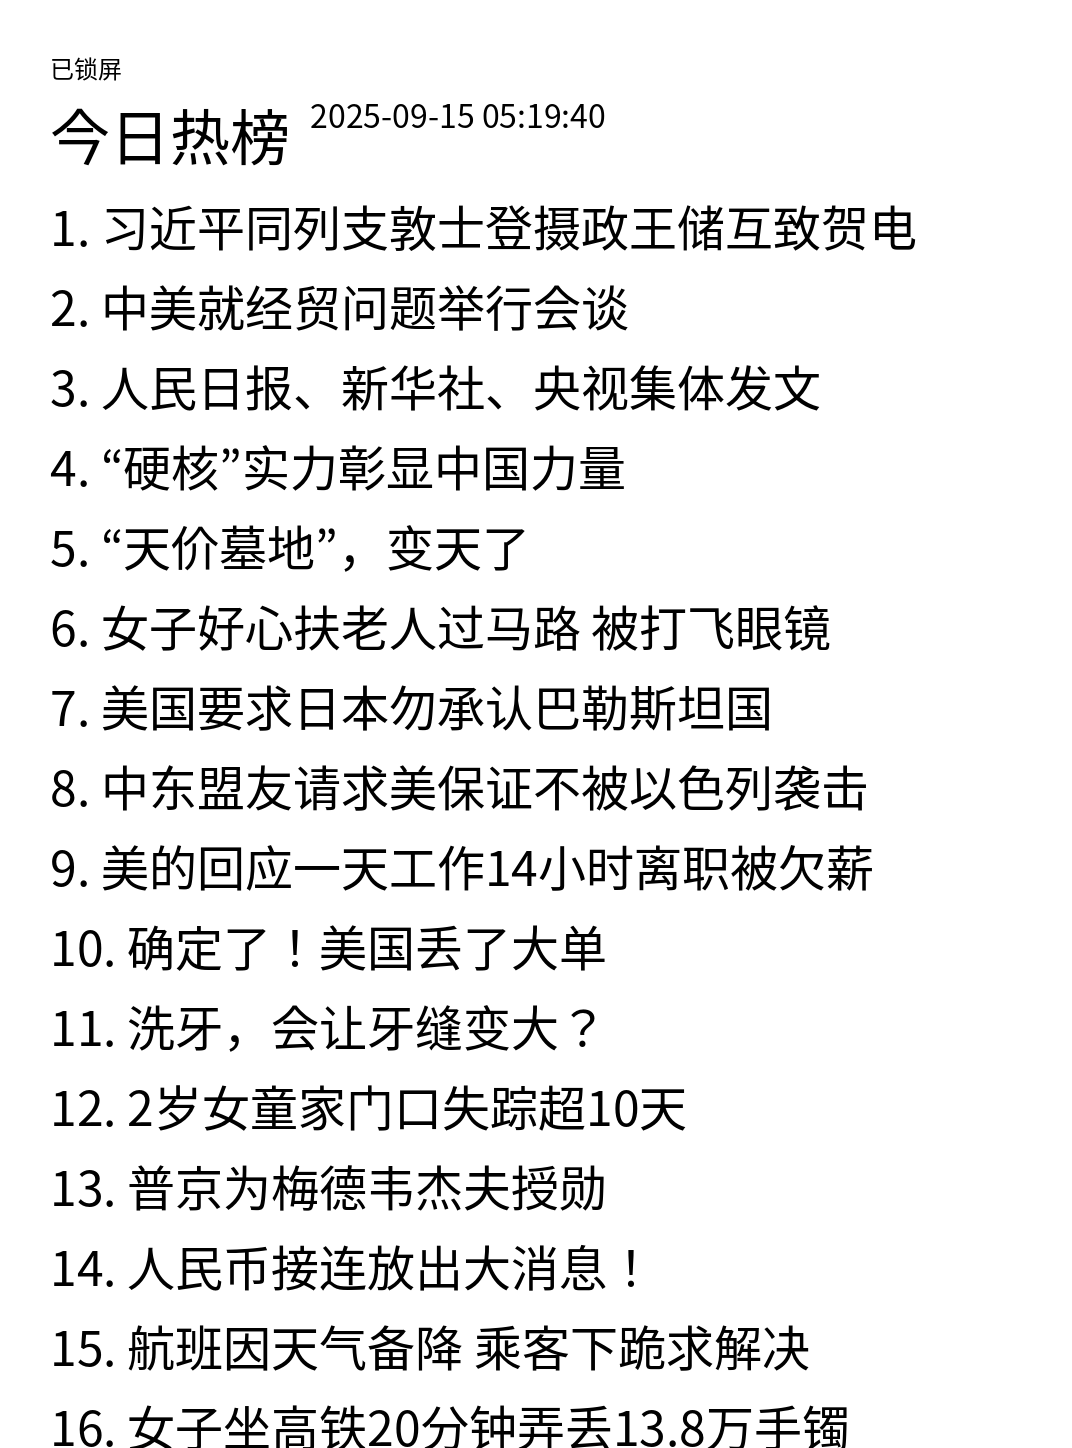 已锁屏
今日热榜 2025-09-15 05:19:40
1. 习近平同列支敦士登摄政王储互致贺电
2. 中美就经贸问题举行会谈
3. 人民日报、新华社、央视集体发文
4. “硬核”实力彰显中国力量
5. “天价墓地”，变天了
6. 女子好心扶老人过马路 被打飞眼镜
7. 美国要求日本勿承认巴勒斯坦国
8. 中东盟友请求美保证不被以色列袭击
9. 美的回应一天工作14小时离职被欠薪
10. 确定了！美国丢了大单
11. 洗牙，会让牙缝变大？
12. 2岁女童家门口失踪超10天
13. 普京为梅德韦杰夫授勋
14. 人民币接连放出大消息！
15. 航班因天气备降 乘客下跪求解决
16. 女子坐高铁20分钟弄丢13.8万手镯